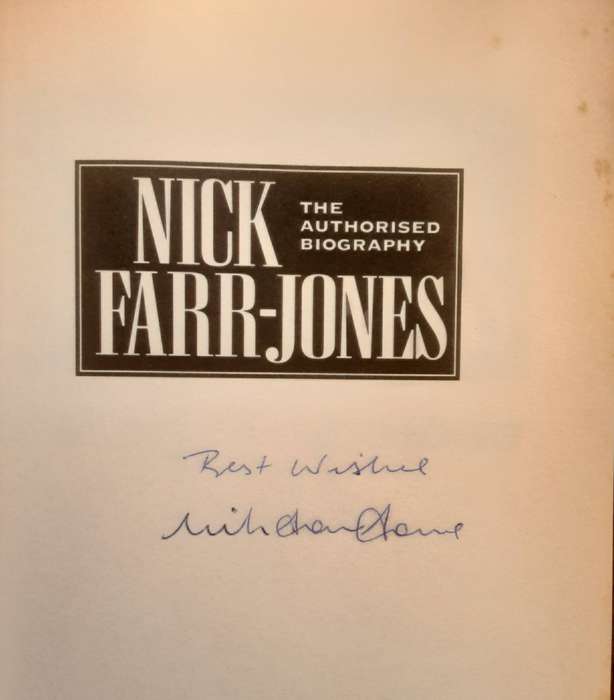 NICK
THE
AUTHORISED
BIOGRAPHY
FARR-JONES
Best Wishes